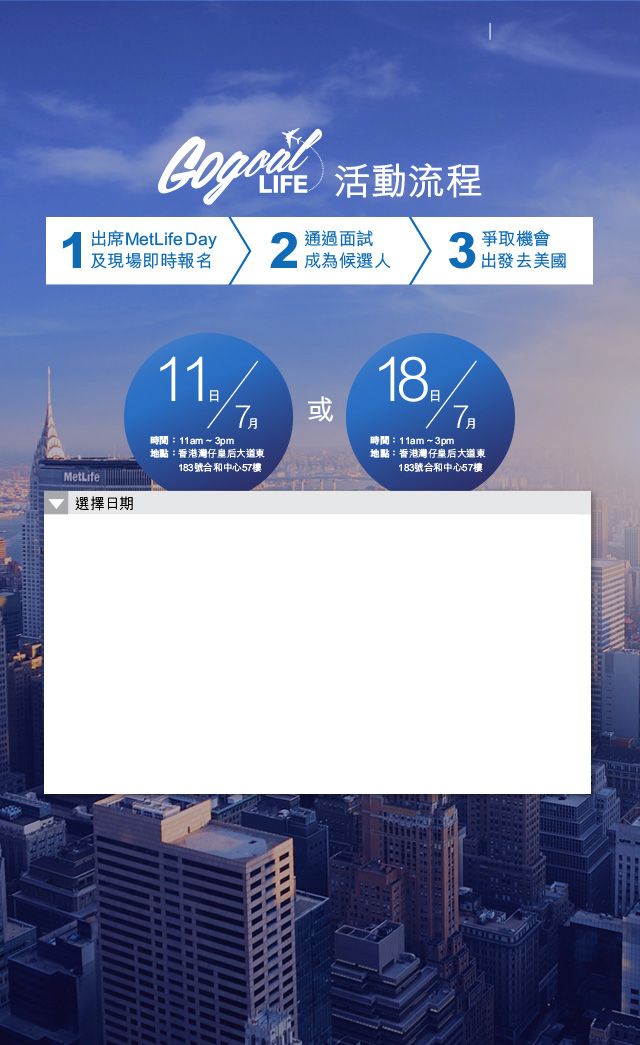 Gogoal LIFE 活動流程
1 出席MetLife Day
及現場即時報名
2 通過面試
成為候選人
3 爭取機會
出發去美國
11日/7月
時間：11am ~ 3pm
地點：香港灣仔皇后大道東
183號合和中心57樓
或
18日/7月
時間：11am ~ 3pm
地點：香港灣仔皇后大道東
183號合和中心57樓
MetLife
選擇日期